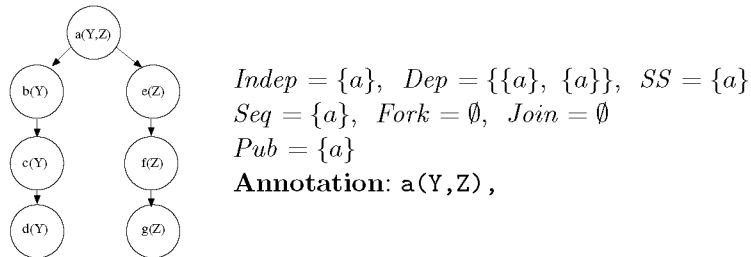 a(Y,Z)
b(Y)
e(Z)
c(Y)
f(Z)
d(Y)
g(Z)
Indep = {a}, Dep = {{a}, {a}}, SS = {a}
Seq = {a}, Fork = ∅, Join = ∅
Pub = {a}
Annotation: a(Y,Z),